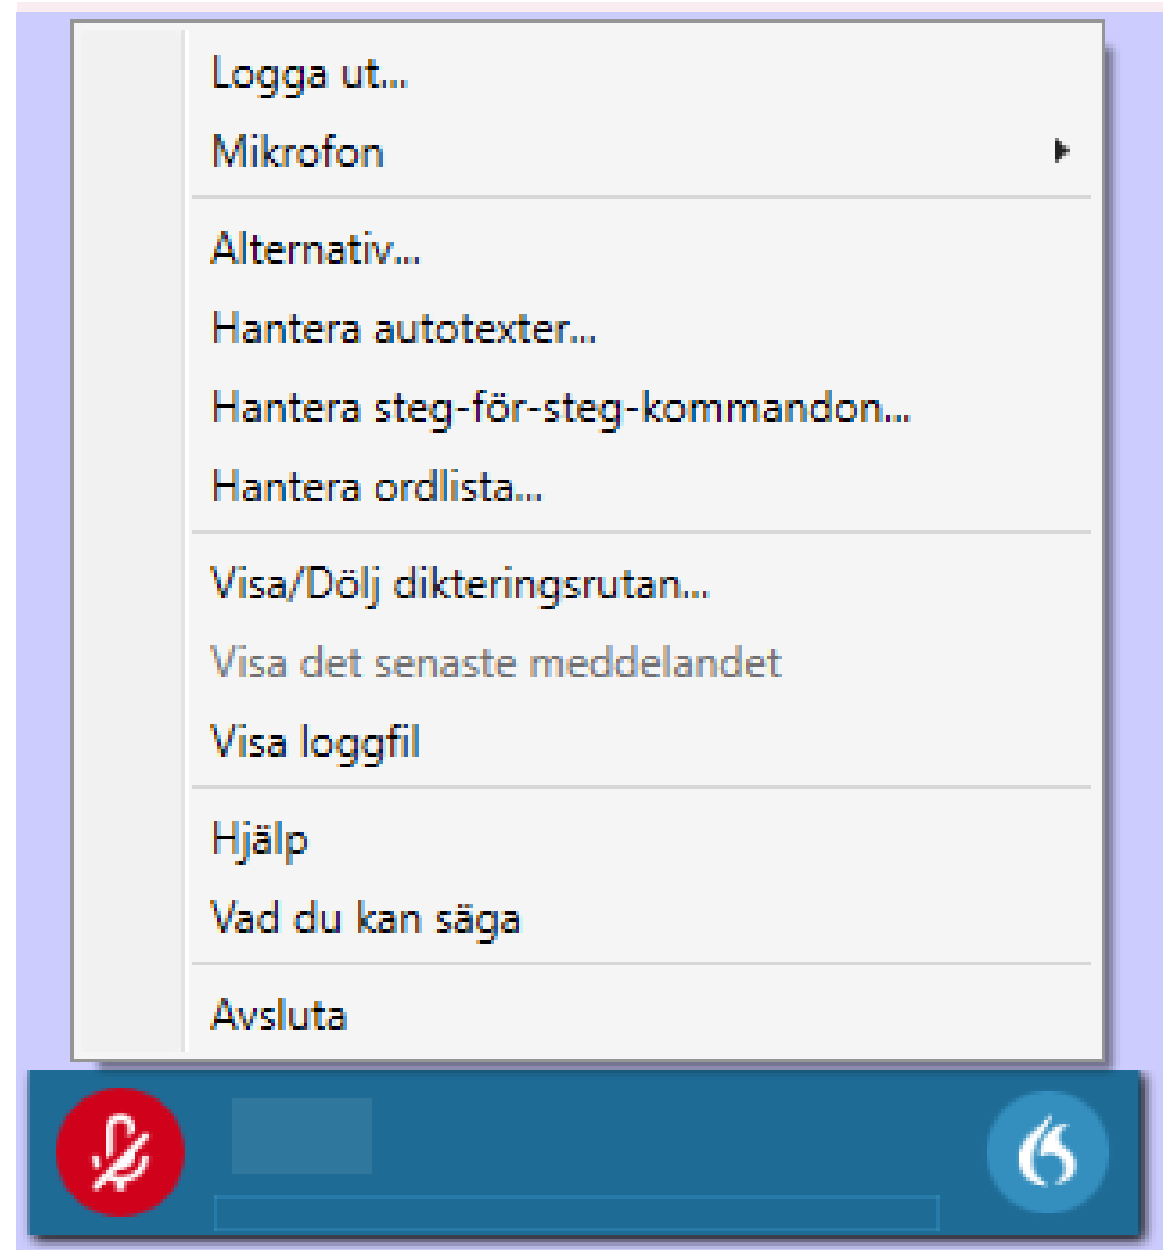 Logga ut...
Mikrofon
Alternativ...
Hantera autotexter...
Hantera steg-för-steg-kommandon...
Hantera ordlista...
Visa/Dölj dikteringsrutan...
Visa det senaste meddelandet
Visa loggfil
Hjälp
Vad du kan säga
Avsluta